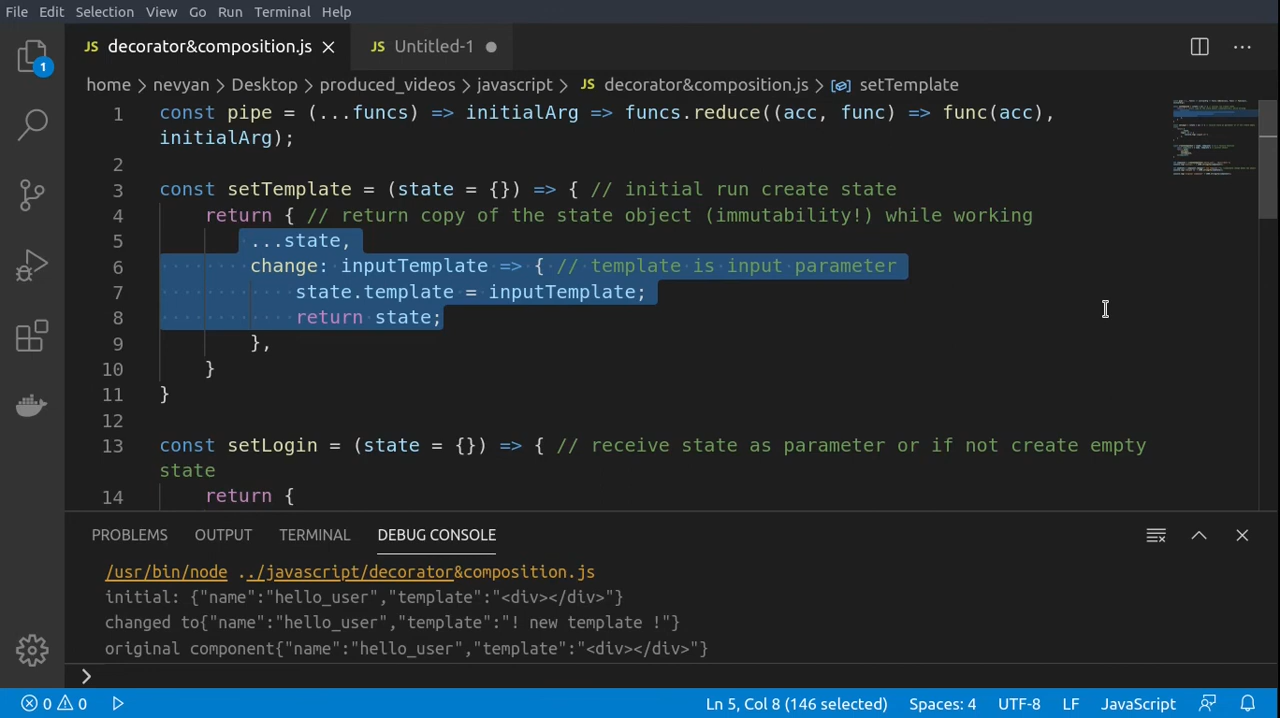 File Edit Selection View Go Run Terminal Help
JS decorator&composition.js JS Untitled-1
1
home > nevyan > Desktop > produced_videos > javascript > JS decorator&composition.js > setTemplate
1 const pipe = (...funcs) => initialArg => funcs.reduce((acc, func) => func(acc),
initialArg);
2
3 const setTemplate = (state = {}) => { // initial run create state
4 return { // return copy of the state object (immutability!) while working
5 ...state,
6 change: inputTemplate => { // template is input parameter
7 state.template = inputTemplate;
8 return state;
9 },
10 }
11 }
12
13 const setLogin = (state = {}) => { // receive state as parameter or if not create empty
state
14 return {
PROBLEMS OUTPUT TERMINAL DEBUG CONSOLE
/usr/bin/node ../javascript/decorator&composition.js
initial: {"name":"hello_user","template":"<div></div>"}
changed to{"name":"hello_user","template":"! new template !"}
original component{"name":"hello_user","template":"<div></div>"}
>
0 0 Ln 5, Col 8 (146 selected) Spaces: 4 UTF-8 LF JavaScript